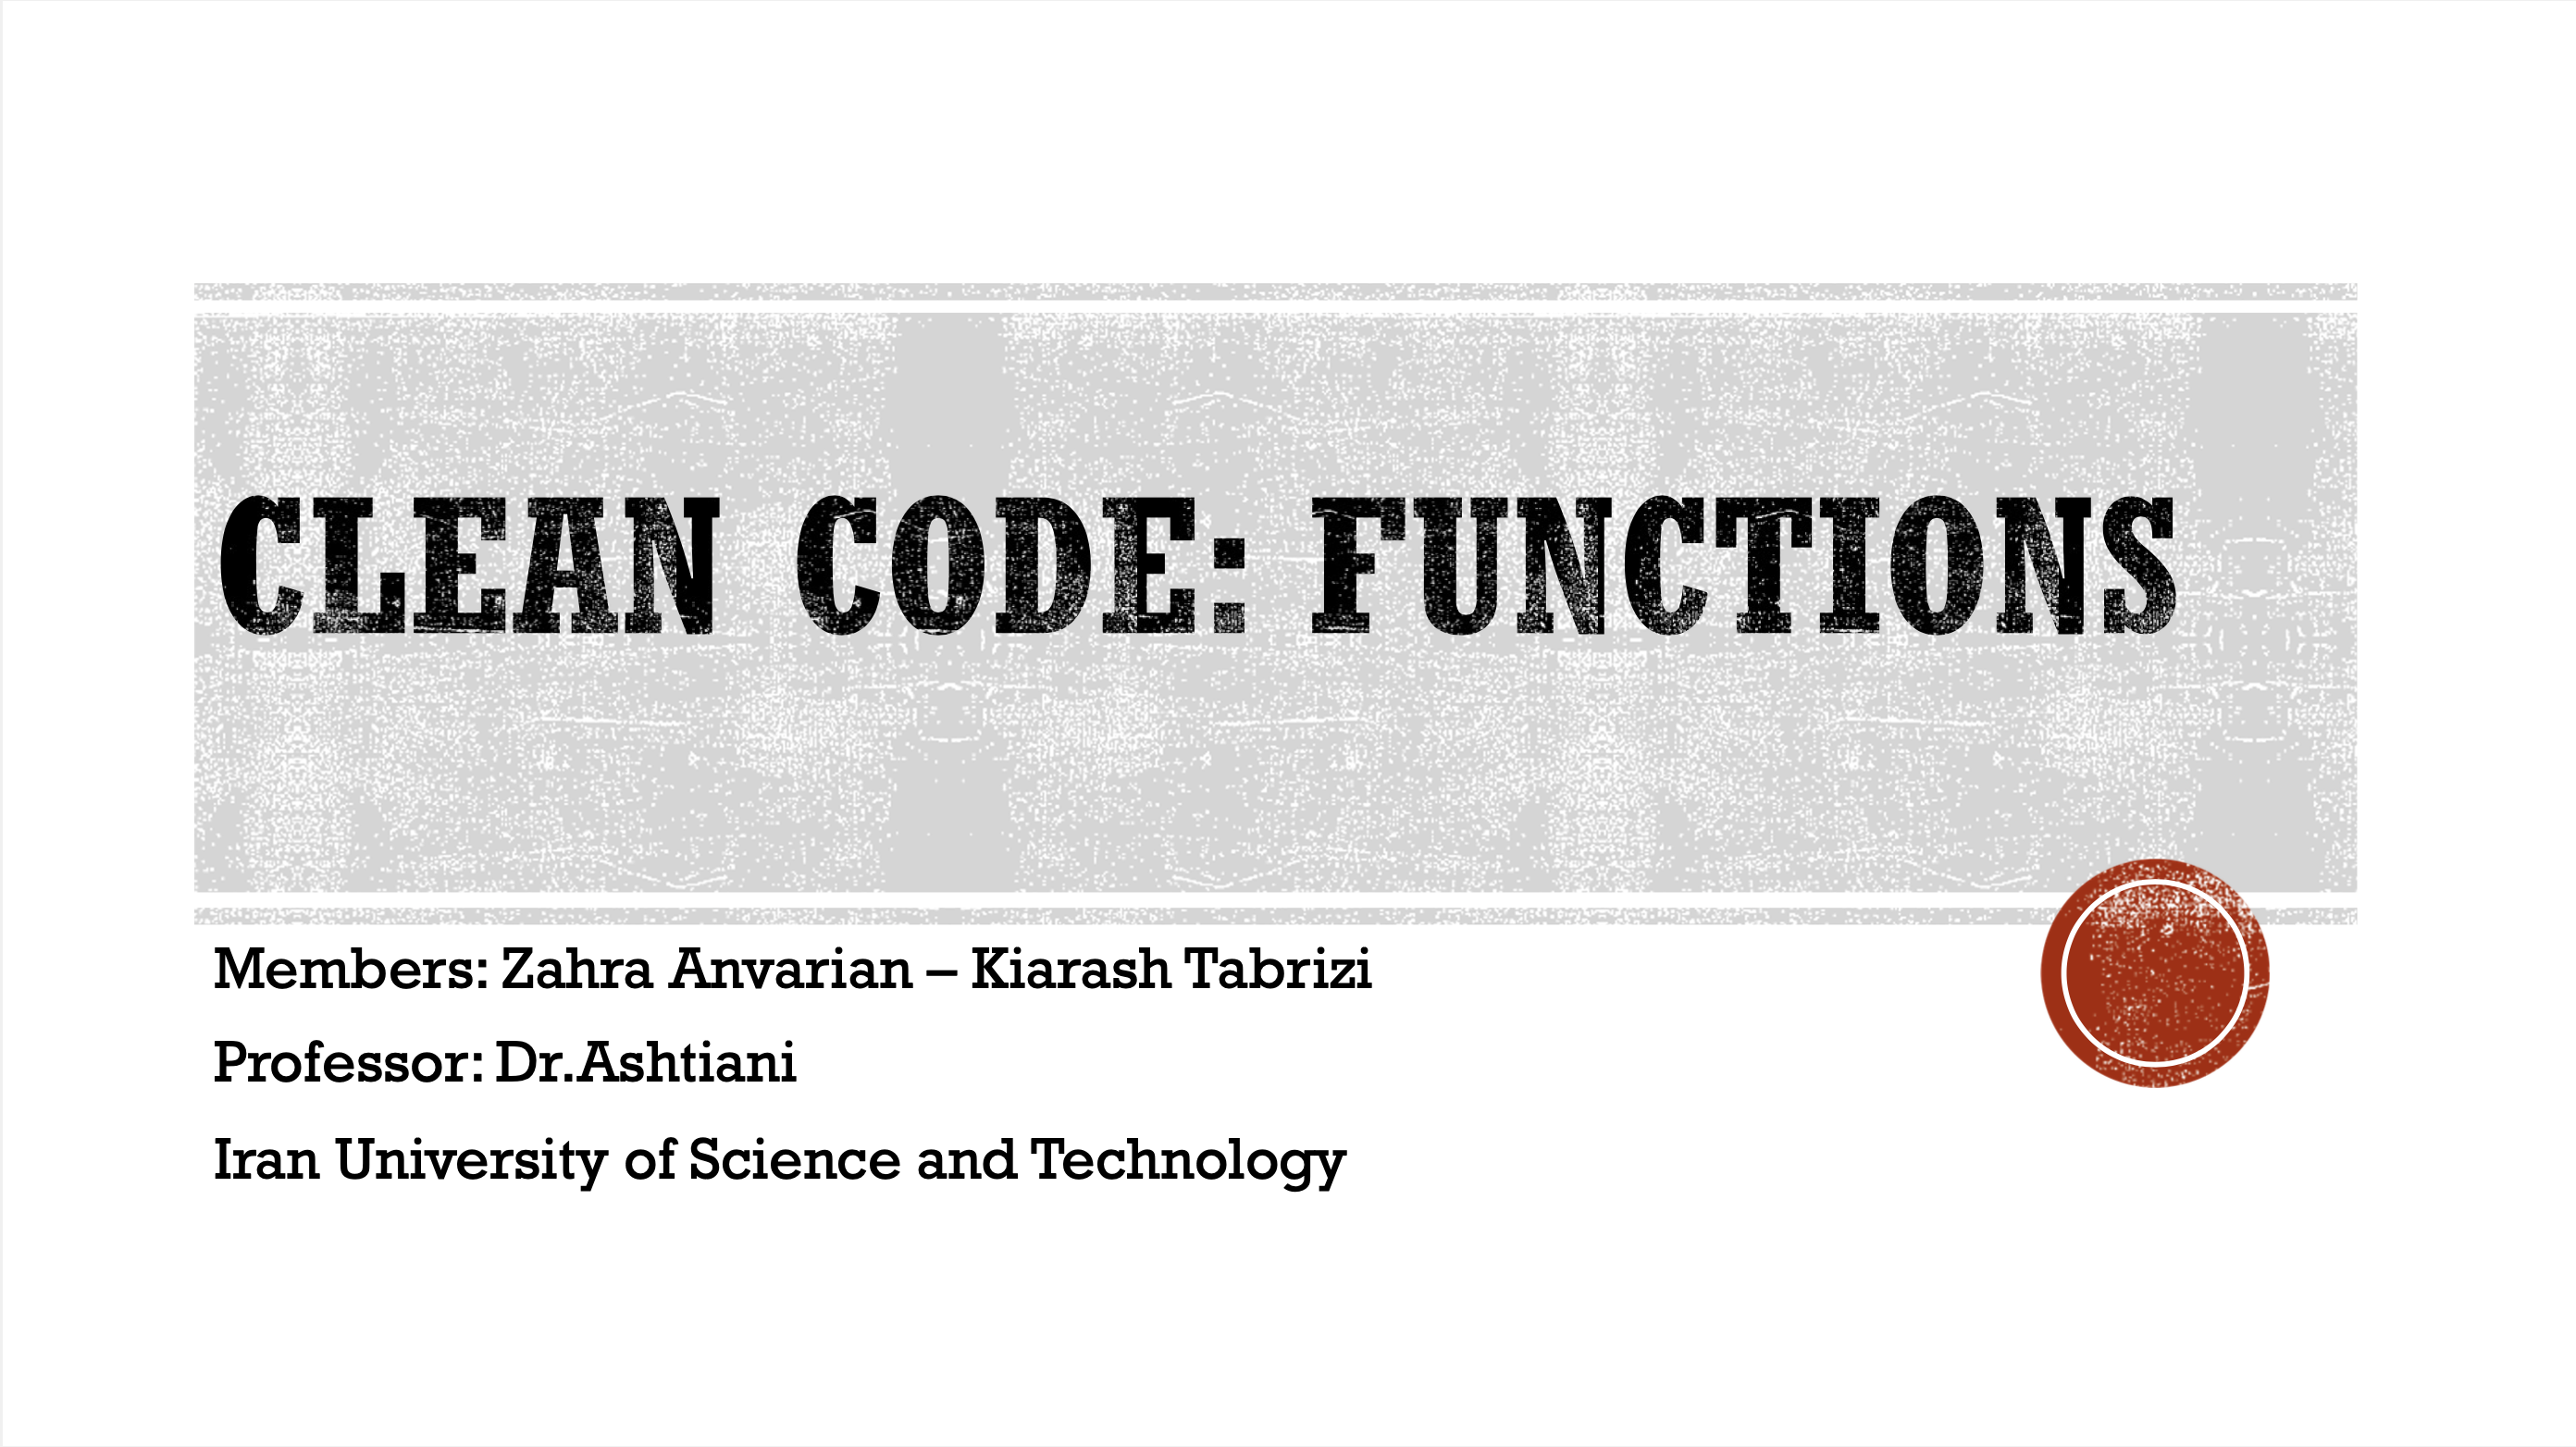 CLEAN CODE: FUNCTIONS
Members: Zahra Anvarian – Kiarash Tabrizi
Professor: Dr.Ashtiani
Iran University of Science and Technology